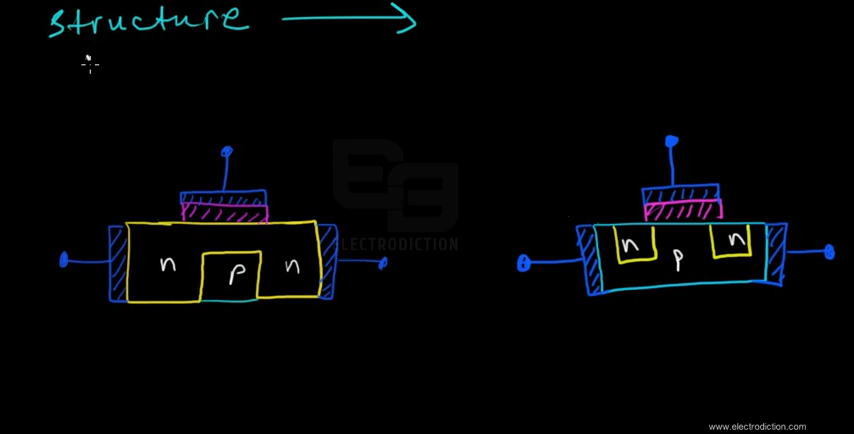 structure
ELECTRODICTION
n p n
n p n
www.electrodiction.com